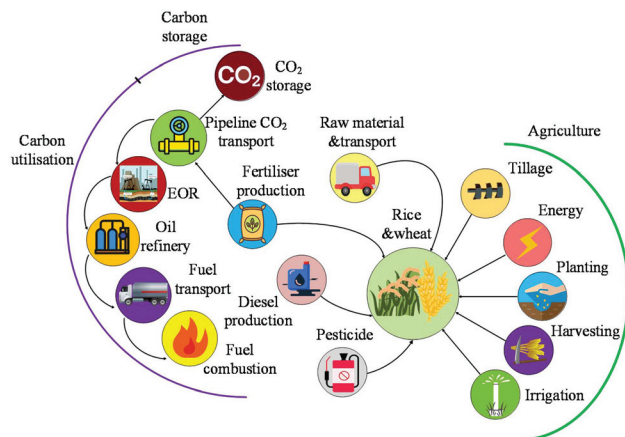 Carbon
storage
CO₂
CO₂
storage
Pipeline CO₂
transport
Raw material
&transport
Agriculture
Carbon
utilisation
EOR
Fertiliser
production
Tillage
Oil
refinery
Rice
&wheat
Energy
Fuel
transport
Planting
Diesel
production
Harvesting
Fuel
combustion
Pesticide
Irrigation